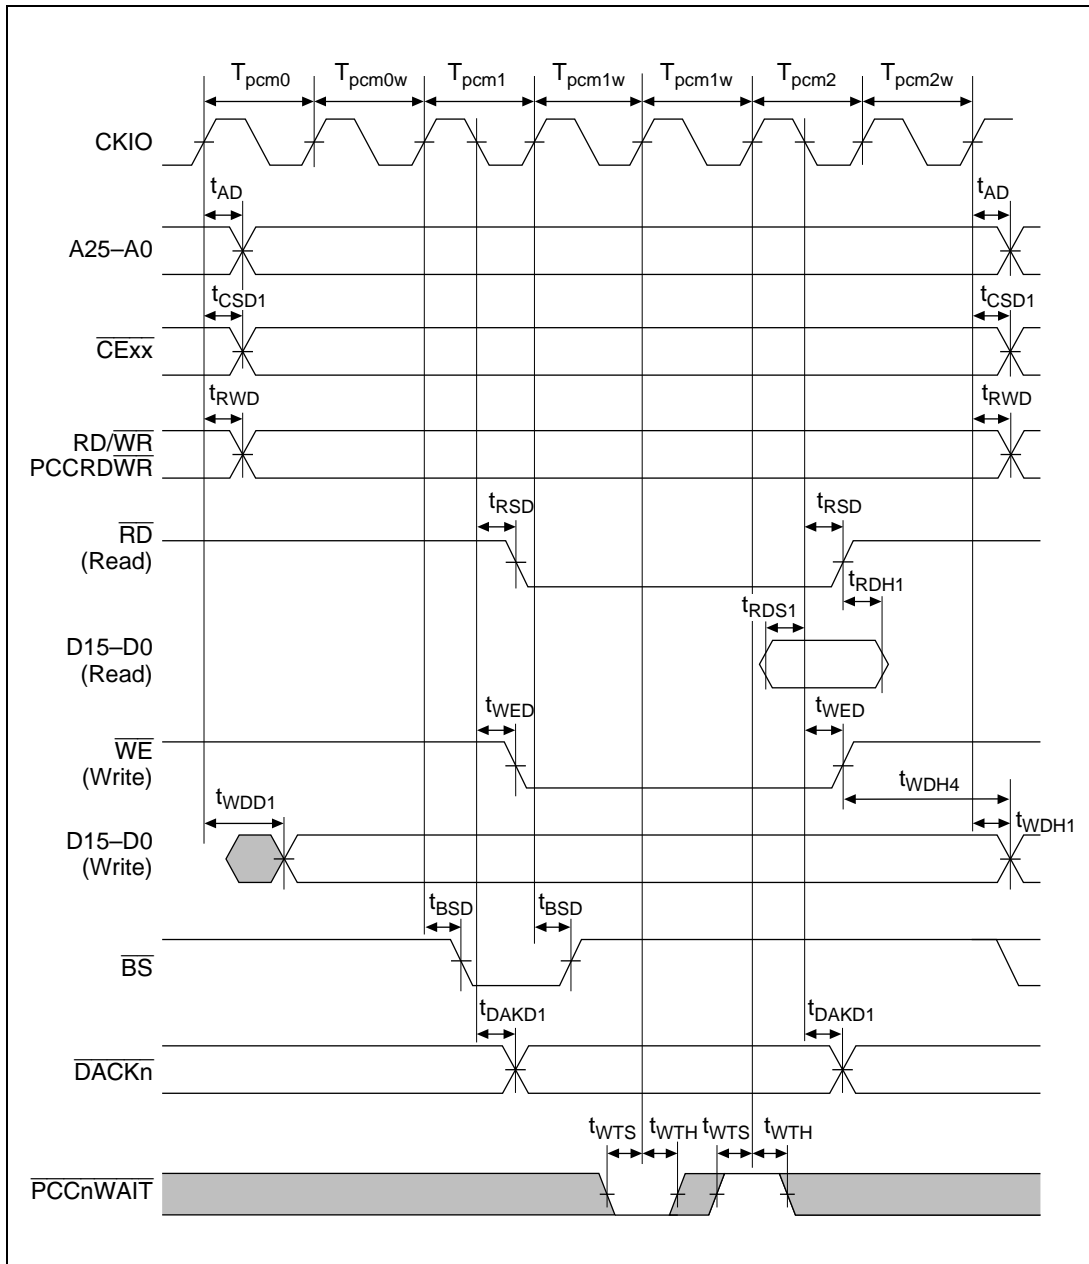 Tpcm0 Tpcm0w Tpcm1 Tpcm1w Tpcm1w Tpcm2 Tpcm2w
CKIO
tAD tAD
A25–A0
tCSD1 tCSD1
CExx
tRWD tRWD
RD/WR
PCCRDWR
tRSD tRSD
RD
(Read)
tRDH1
tRDS1
D15–D0
(Read)
tWED tWED
WE
(Write)
tWDH4
tWDD1 tWDH1
D15–D0
(Write)
tBSD tBSD
BS
tDAKD1 tDAKD1
DACKn
tWTS tWTH tWTS tWTH
PCCnWAIT